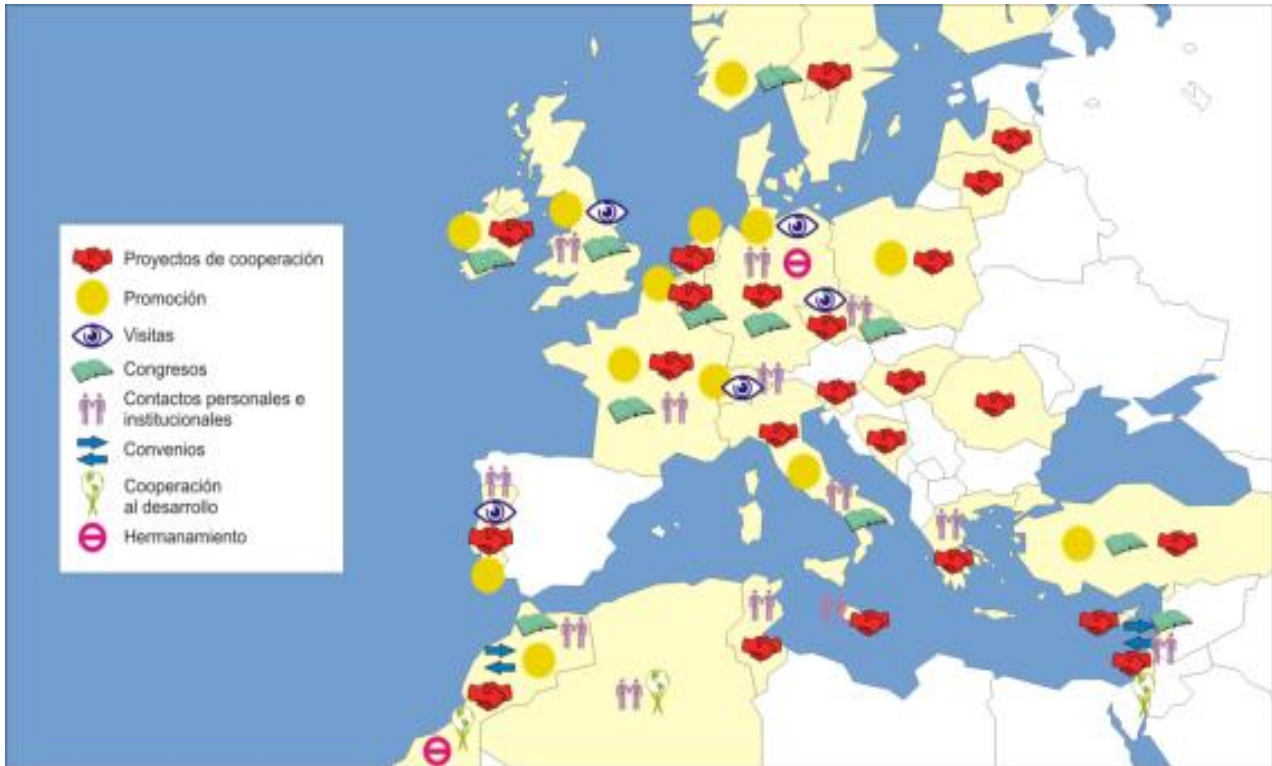 Proyectos de cooperación
Promoción
Visitas
Congresos
Contactos personales e
institucionales
Convenios
Cooperación
al desarrollo
Hermanamiento